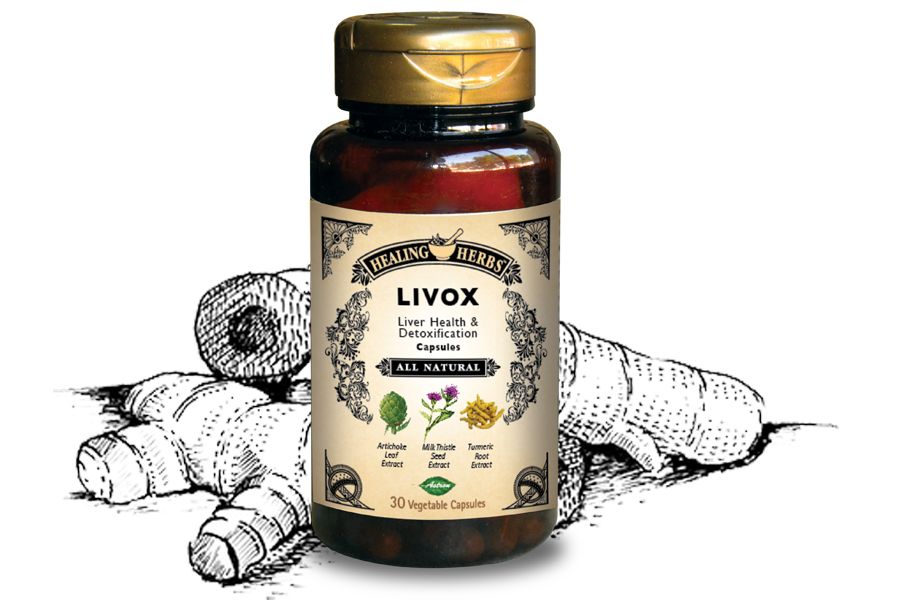 HEALING HERBS
LIVOX
Liver Health &
Detoxification
Capsules
ALL NATURAL
Artichoke
Leaf
Extract
Milk Thistle
Seed
Extract
Turmeric
Root
Extract
30 Vegetable Capsules